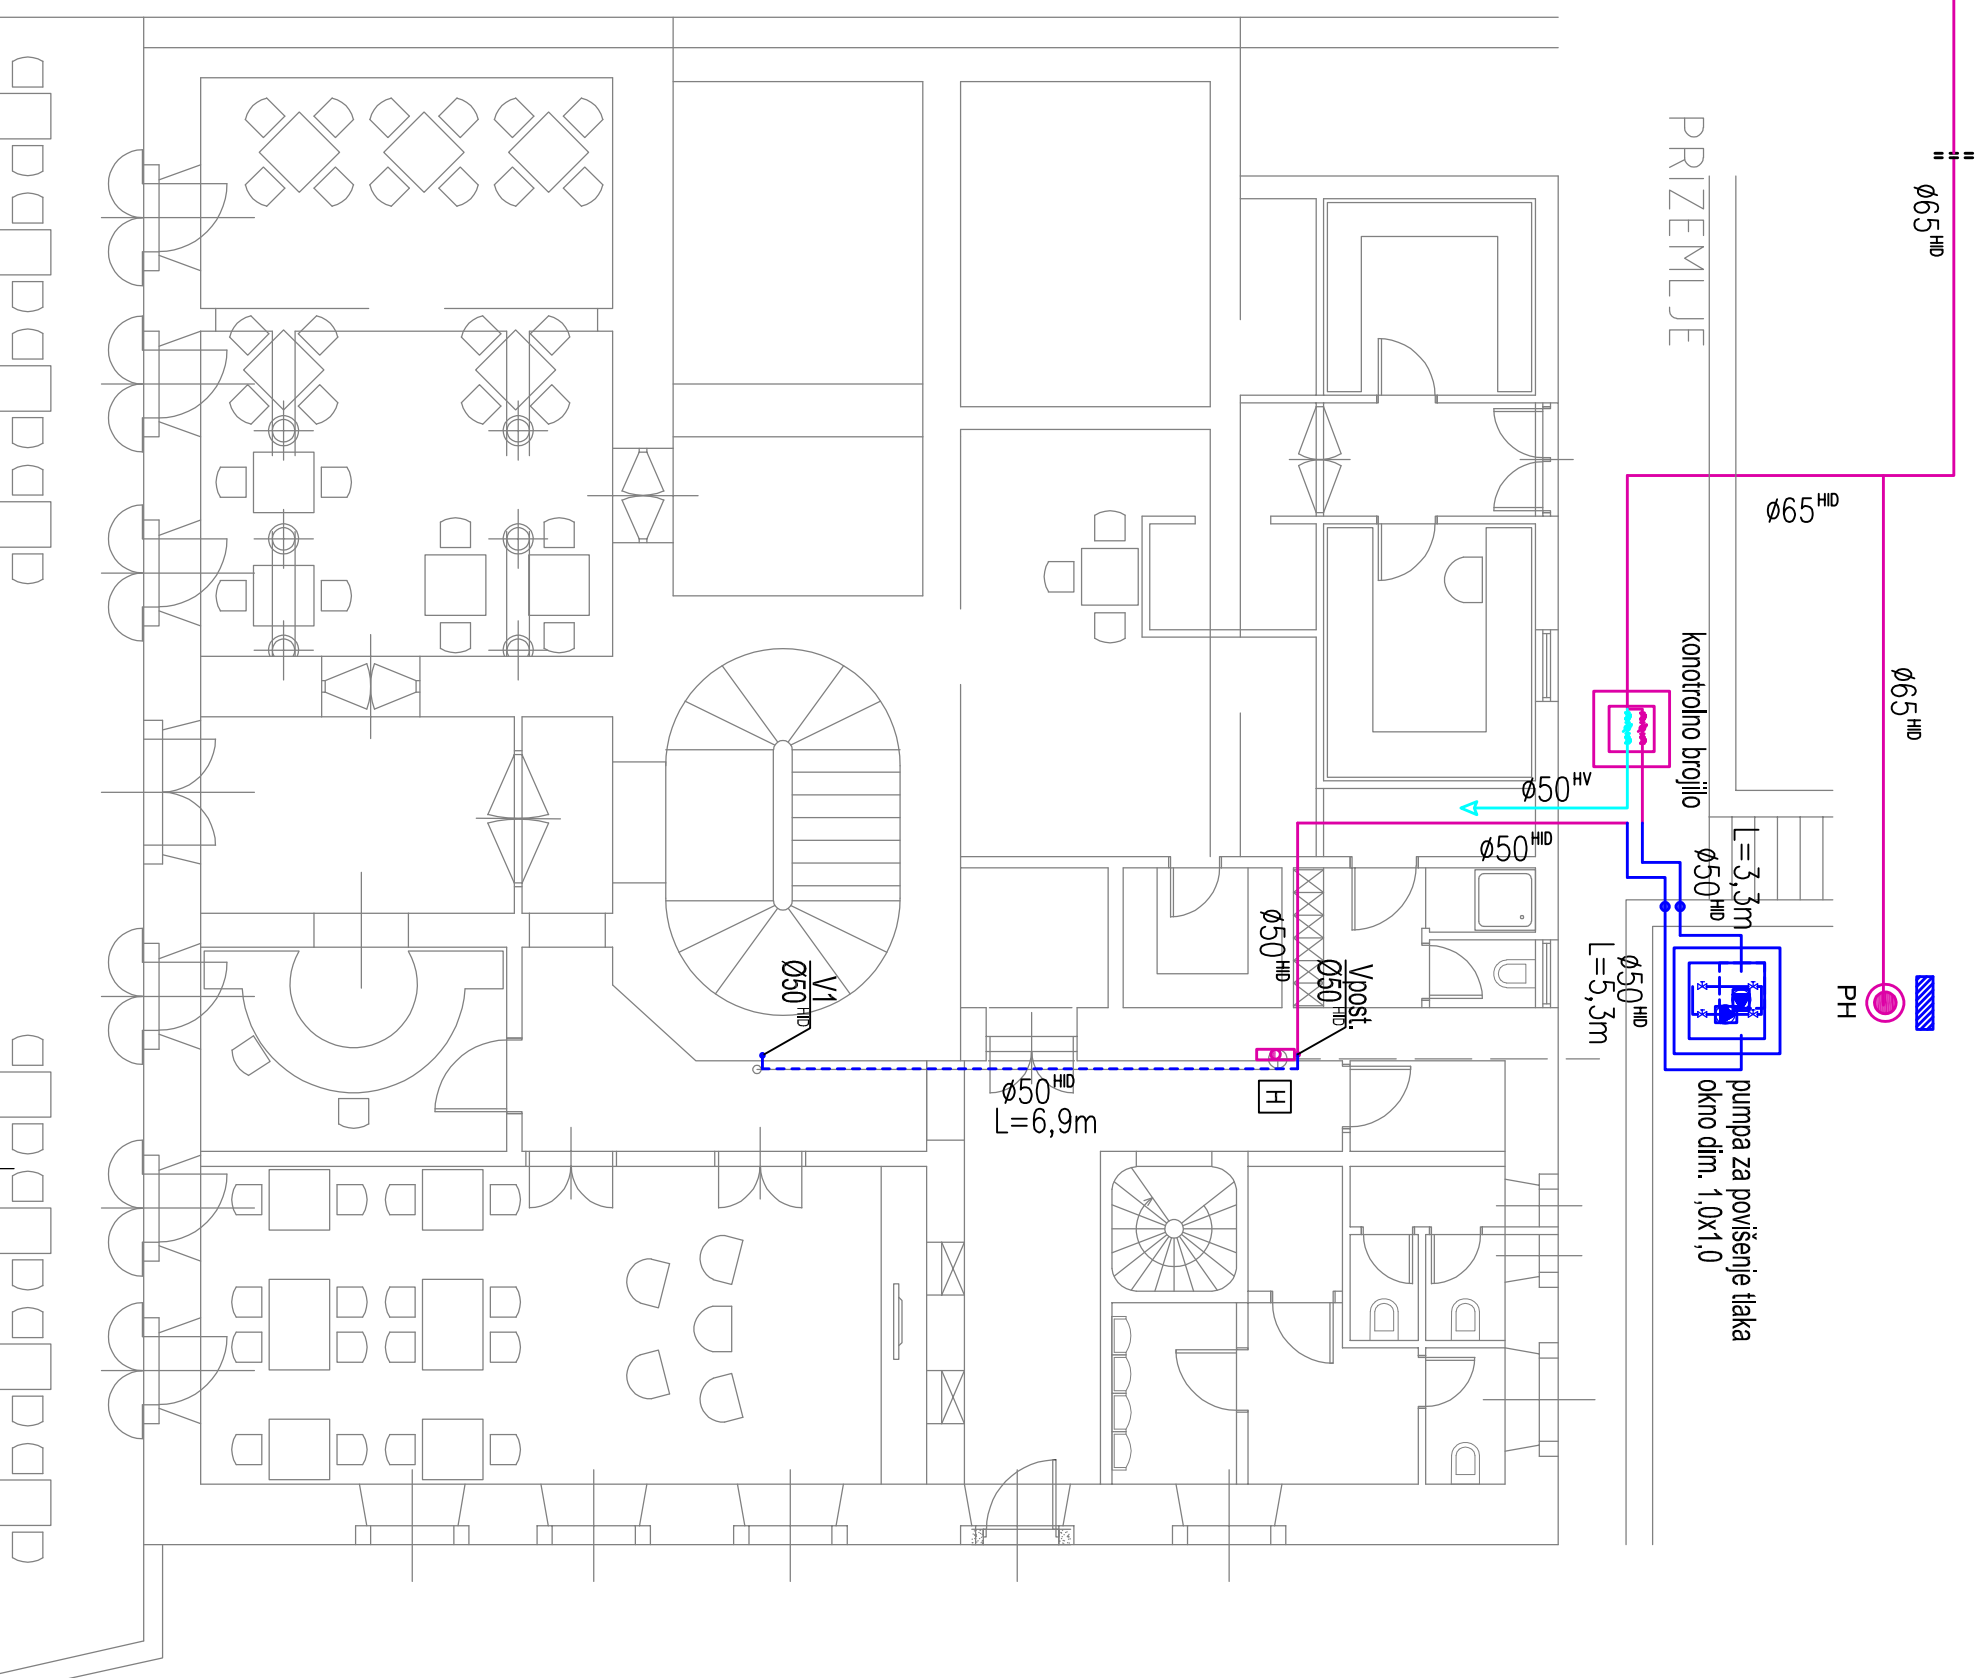 PRIZEMLJE
ø65HID
ø65HID
ø65HID
konotrolno brojilo
ø50HV
ø50HID
L=3,3m
ø50HID
ø50HID
L=5,3m
PH
ø50HID
Vpost.
Ø50HID
V1
Ø50HID
H
ø50HID
L=6,9m
pumpa za povišenje tlaka
okno dim. 1,0x1,0